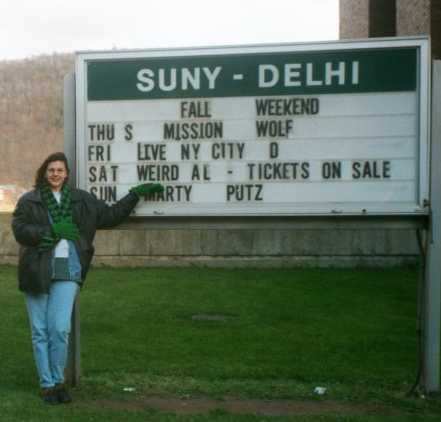 SUNY - DELHI
FALL WEEKEND
THU S MISSION WOLF
FRI LIVE NY CITY D
SAT WEIRD AL - TICKETS ON SALE
SUN MARTY PUTZ